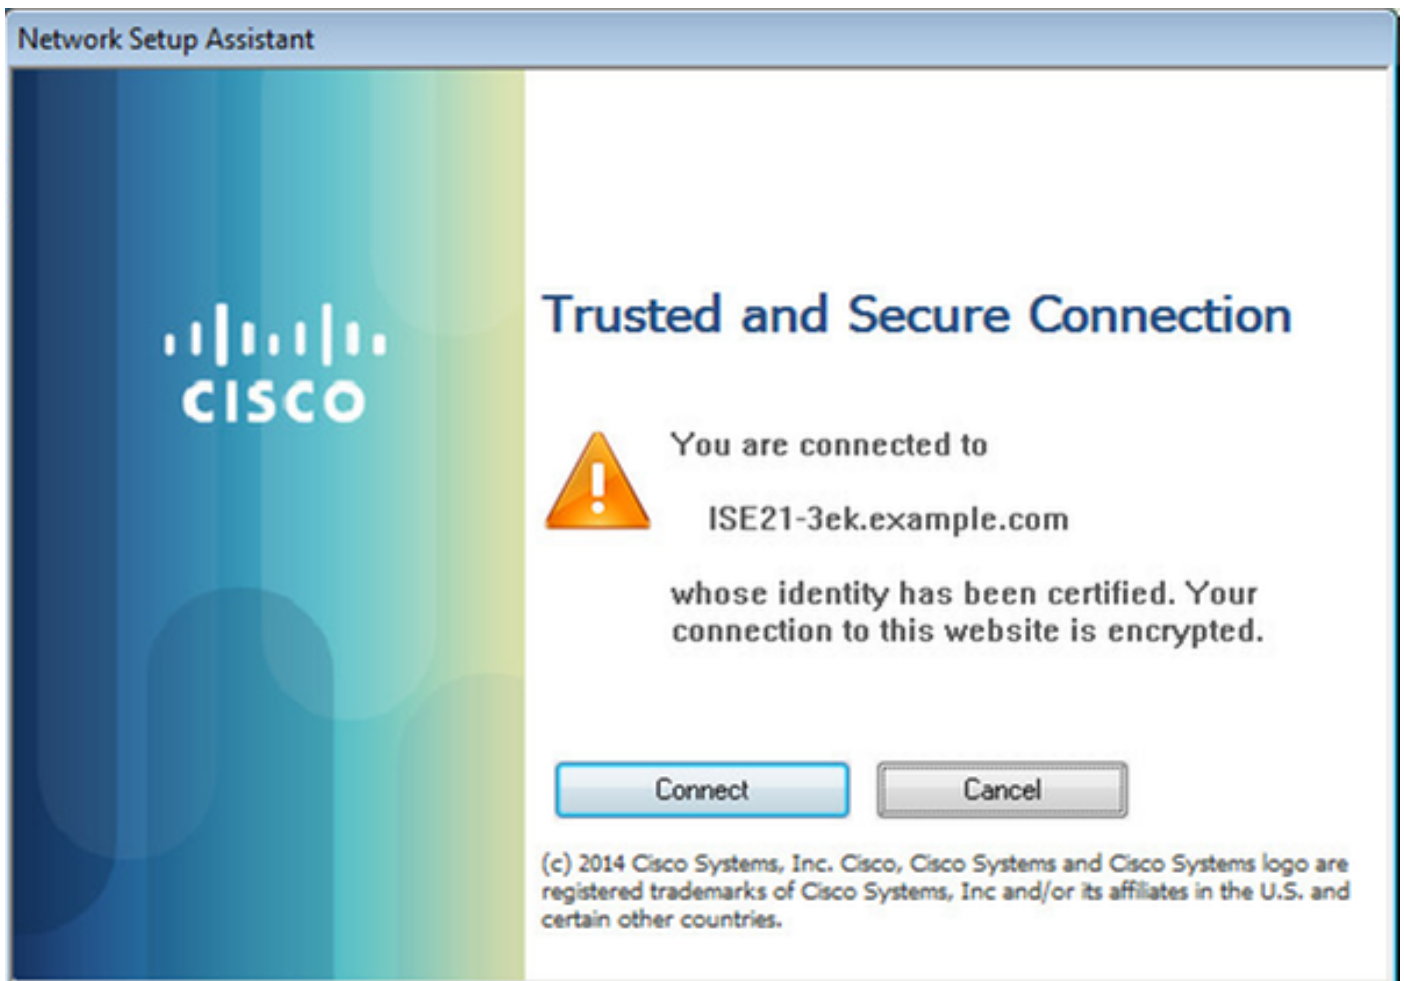 Network Setup Assistant
CISCO
Trusted and Secure Connection
You are connected to
ISE21-3ek.example.com
whose identity has been certified. Your
connection to this website is encrypted.
Connect
Cancel
(c) 2014 Cisco Systems, Inc. Cisco, Cisco Systems and Cisco Systems logo are
registered trademarks of Cisco Systems, Inc and/or its affiliates in the U.S. and
certain other countries.